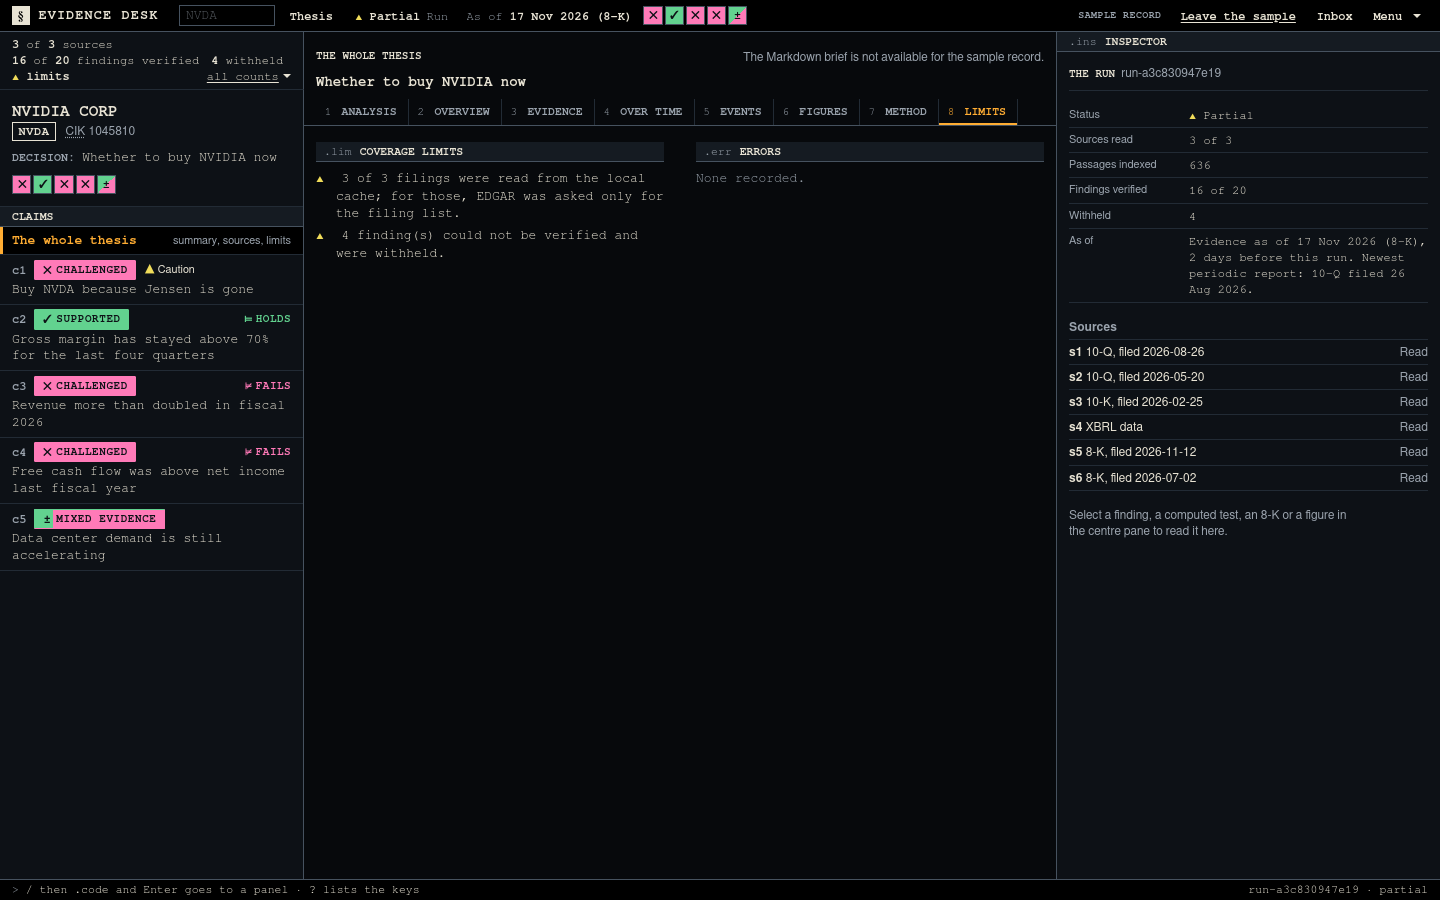 § EVIDENCE DESK NVDA Thesis ▲ Partial Run As of 17 Nov 2026 (8-K) ✕ ✓ ✕ ✕ ± SAMPLE RECORD Leave the sample Inbox Menu
3 of 3 sources
16 of 20 findings verified 4 withheld
▲ limits all counts
NVIDIA CORP
NVDA CIK 1045810
DECISION: Whether to buy NVIDIA now
✕ ✓ ✕ ✕ ±
CLAIMS
The whole thesis summary, sources, limits
c1 ✕ CHALLENGED ▲ Caution
Buy NVDA because Jensen is gone
c2 ✓ SUPPORTED ⊨ HOLDS
Gross margin has stayed above 70%
for the last four quarters
c3 ✕ CHALLENGED ⊭ FAILS
Revenue more than doubled in fiscal
2026
c4 ✕ CHALLENGED ⊭ FAILS
Free cash flow was above net income
last fiscal year
c5 ± MIXED EVIDENCE
Data center demand is still
accelerating
THE WHOLE THESIS The Markdown brief is not available for the sample record.
Whether to buy NVIDIA now
1 ANALYSIS 2 OVERVIEW 3 EVIDENCE 4 OVER TIME 5 EVENTS 6 FIGURES 7 METHOD 8 LIMITS
.lim COVERAGE LIMITS
▲ 3 of 3 filings were read from the local
cache; for those, EDGAR was asked only for
the filing list.
▲ 4 finding(s) could not be verified and
were withheld.
.err ERRORS
None recorded.
.ins INSPECTOR
THE RUN run-a3c830947e19
Status ▲ Partial
Sources read 3 of 3
Passages indexed 636
Findings verified 16 of 20
Withheld 4
As of Evidence as of 17 Nov 2026 (8-K),
2 days before this run. Newest
periodic report: 10-Q filed 26
Aug 2026.
Sources
s1 10-Q, filed 2026-08-26 Read
s2 10-Q, filed 2026-05-20 Read
s3 10-K, filed 2026-02-25 Read
s4 XBRL data Read
s5 8-K, filed 2026-11-12 Read
s6 8-K, filed 2026-07-02 Read
Select a finding, a computed test, an 8-K or a figure in
the centre pane to read it here.
> / then .code and Enter goes to a panel · ? lists the keys run-a3c830947e19 · partial